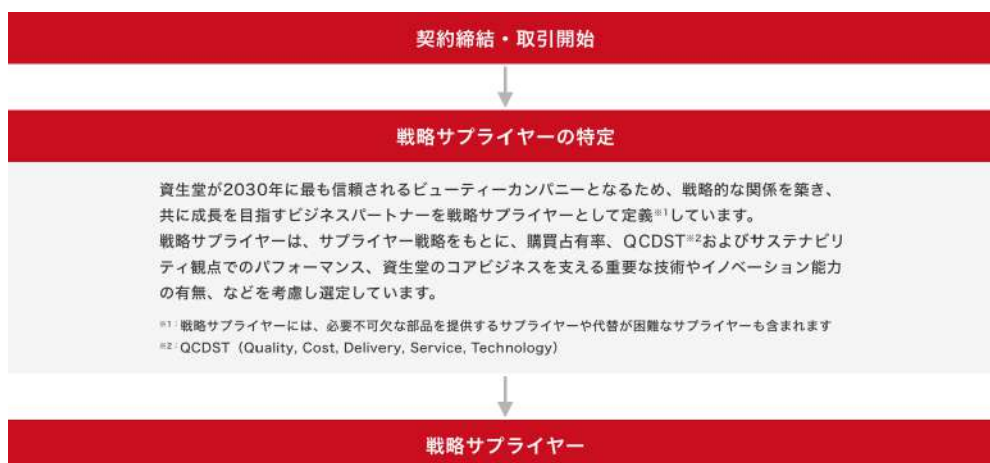 契約締結・取引開始
戦略サプライヤーの特定
資生堂が2030年に最も信頼されるビューティーカンパニーとなるため、戦略的な関係を築き、
共に成長を目指すビジネスパートナーを戦略サプライヤーとして定義※1しています。
戦略サプライヤーは、サプライヤー戦略をもとに、購買占有率、QCDST※2およびサステナビリ
ティ観点でのパフォーマンス、資生堂のコアビジネスを支える重要な技術やイノベーション能力
の有無、などを考慮し選定しています。
※1：戦略サプライヤーには、必要不可欠な部品を提供するサプライヤーや代替が困難なサプライヤーも含まれます
※2：QCDST（Quality, Cost, Delivery, Service, Technology）
戦略サプライヤー